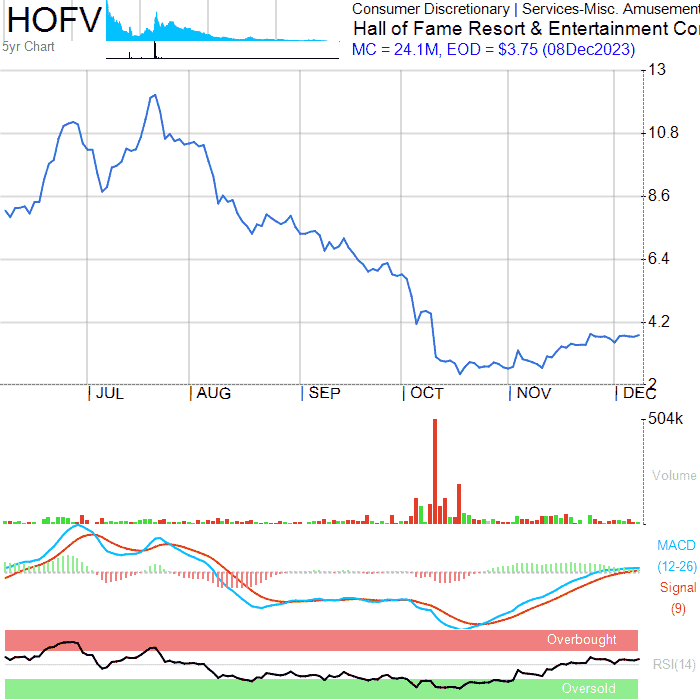 HOFV
5yr Chart
Consumer Discretionary | Services-Misc. Amusement
Hall of Fame Resort & Entertainment Co
MC = 24.1M, EOD = $3.75 (08Dec2023)
13
10.8
8.6
6.4
4.2
2
JUL AUG SEP OCT NOV DEC
504k
Volume
MACD
(12-26)
Signal
(9)
Overbought
RSI(14)
Oversold